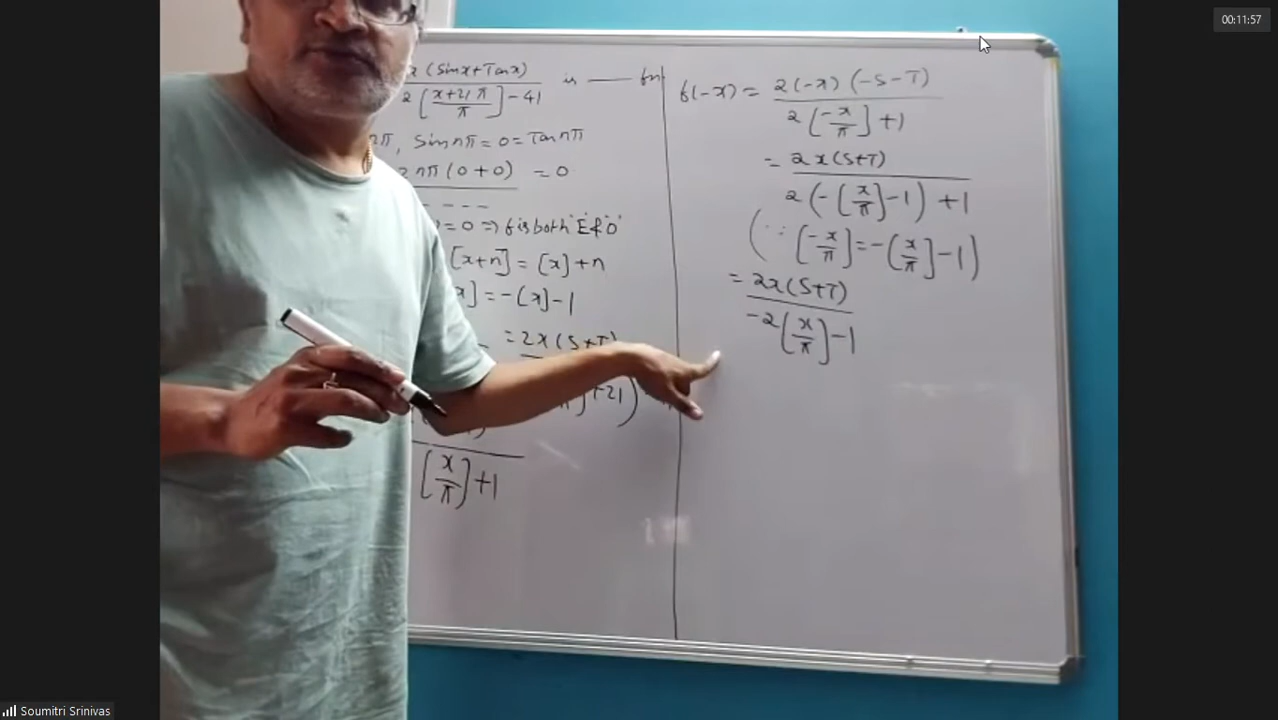 00:11:57
x (Sinx+Tanx) is —— fn
2 [ x+21 π / π ] - 41
nπ, Sin nπ = 0 = Tan nπ
2nπ (0 + 0) = 0
- - - -
= 0 ⇒ f is both 'E' & 'O'
[x+n] = [x] + n
x] = -[x] - 1
= 2x (S+T)
+21)
[ x / π ] + 1
f(-x) = 2(-x) (-S-T)
2 [ -x / π ] + 1
= 2x(S+T)
2 (-[ x / π ] - 1) + 1
(∵ [ -x / π ] = -[ x / π ] - 1)
= 2x(S+T)
-2 [ x / π ] - 1
Soumitri Srinivas